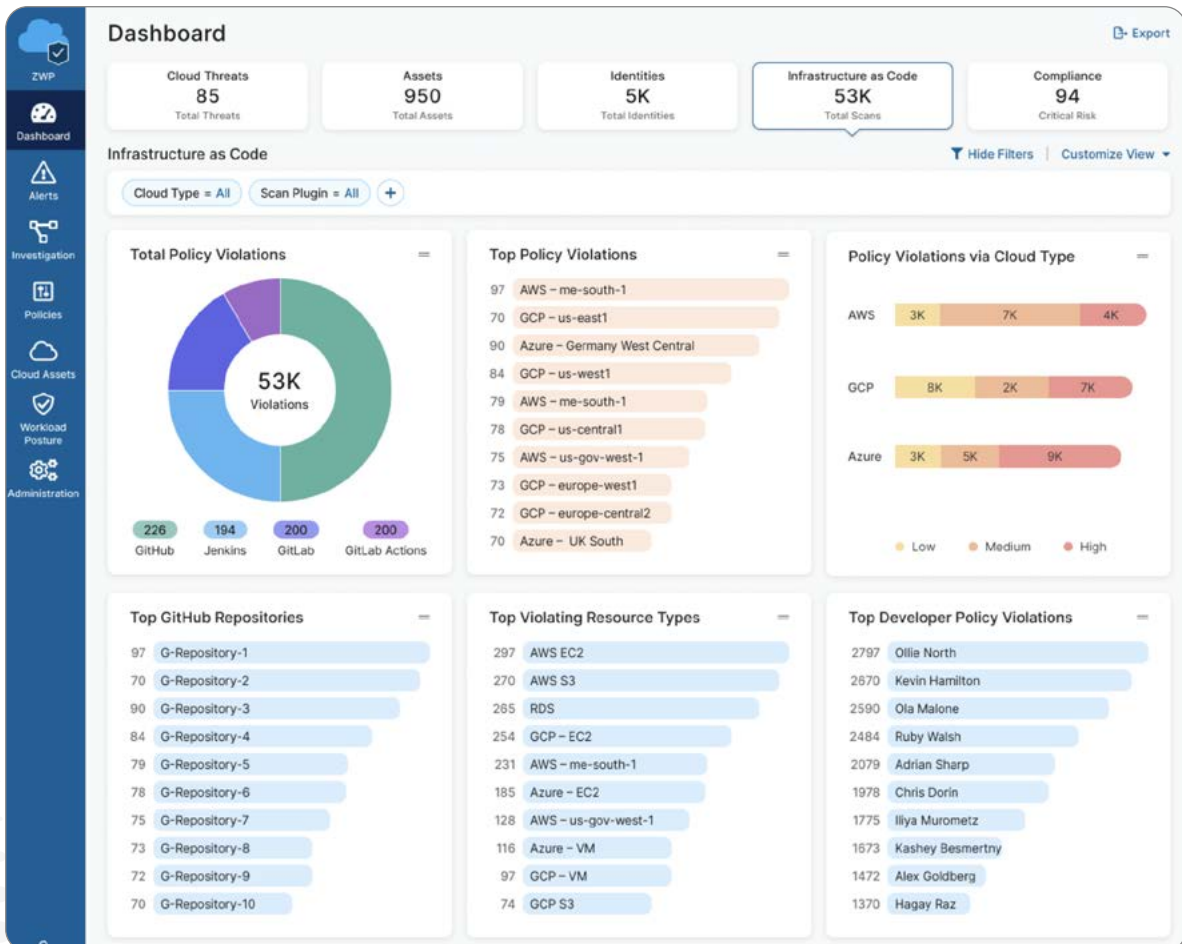 ZWP
Dashboard
Alerts
Investigation
Policies
Cloud Assets
Workload
Posture
Administration
Dashboard
Export
Cloud Threats
85
Total Threats
Assets
950
Total Assets
Identities
5K
Total Identities
Infrastructure as Code
53K
Total Scans
Compliance
94
Critical Risk
Infrastructure as Code
Hide Filters
Customize View
Cloud Type = All
Scan Plugin = All
+
Total Policy Violations
53K
Violations
226
GitHub
194
Jenkins
200
GitLab
200
GitLab Actions
Top Policy Violations
97 AWS – me-south-1
70 GCP – us-east1
90 Azure – Germany West Central
84 GCP – us-west1
79 AWS – me-south-1
78 GCP – us-central1
75 AWS – us-gov-west-1
73 GCP – europe-west1
72 GCP – europe-central2
70 Azure – UK South
Policy Violations via Cloud Type
AWS 3K 7K 4K
GCP 8K 2K 7K
Azure 3K 5K 9K
Low Medium High
Top GitHub Repositories
97 G-Repository-1
70 G-Repository-2
90 G-Repository-3
84 G-Repository-4
79 G-Repository-5
78 G-Repository-6
75 G-Repository-7
73 G-Repository-8
72 G-Repository-9
70 G-Repository-10
Top Violating Resource Types
297 AWS EC2
270 AWS S3
265 RDS
254 GCP – EC2
231 AWS – me-south-1
185 Azure – EC2
128 AWS – us-gov-west-1
116 Azure – VM
97 GCP – VM
74 GCP S3
Top Developer Policy Violations
2797 Ollie North
2670 Kevin Hamilton
2590 Ola Malone
2484 Ruby Walsh
2079 Adrian Sharp
1978 Chris Dorin
1775 Iliya Murometz
1673 Kashey Besmertny
1472 Alex Goldberg
1370 Hagay Raz